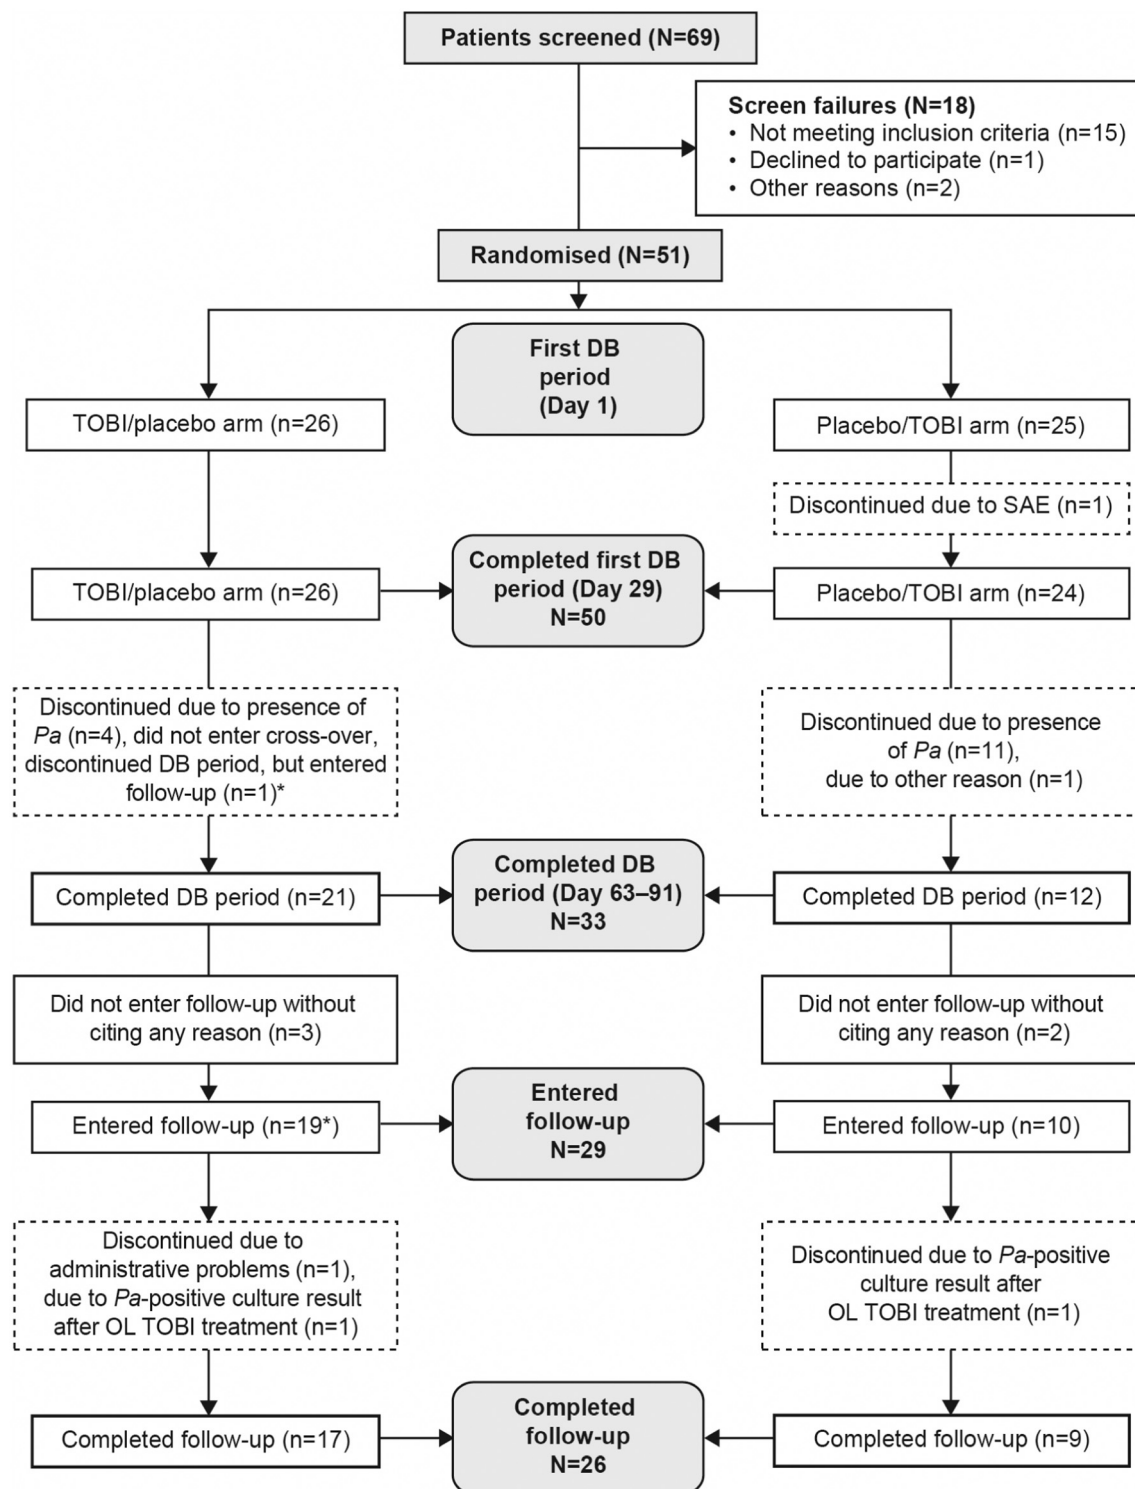 Patients screened (N=69)
Screen failures (N=18)
• Not meeting inclusion criteria (n=15)
• Declined to participate (n=1)
• Other reasons (n=2)
Randomised (N=51)
First DB
period
(Day 1)
TOBI/placebo arm (n=26)
Placebo/TOBI arm (n=25)
Discontinued due to SAE (n=1)
TOBI/placebo arm (n=26)
Completed first DB
period (Day 29)
N=50
Placebo/TOBI arm (n=24)
Discontinued due to presence of
Pa (n=4), did not enter cross-over,
discontinued DB period, but entered
follow-up (n=1)*
Discontinued due to presence
of Pa (n=11),
due to other reason (n=1)
Completed DB period (n=21)
Completed DB
period (Day 63–91)
N=33
Completed DB period (n=12)
Did not enter follow-up without
citing any reason (n=3)
Did not enter follow-up without
citing any reason (n=2)
Entered follow-up (n=19*)
Entered
follow-up
N=29
Entered follow-up (n=10)
Discontinued due to
administrative problems (n=1),
due to Pa-positive culture result
after OL TOBI treatment (n=1)
Discontinued due to Pa-positive
culture result after
OL TOBI treatment (n=1)
Completed follow-up (n=17)
Completed
follow-up
N=26
Completed follow-up (n=9)